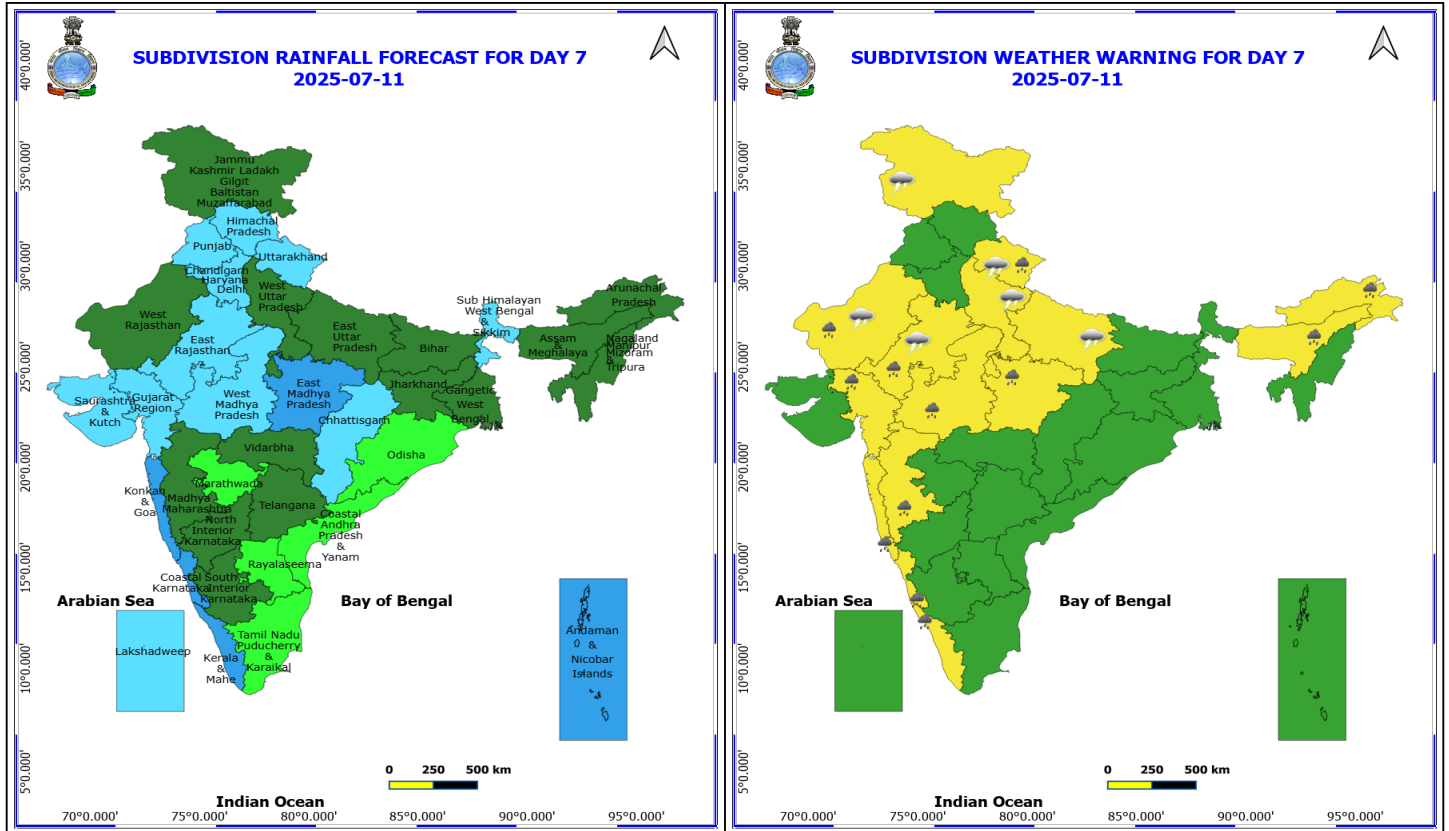 SUBDIVISION RAINFALL FORECAST FOR DAY 7
2025-07-11
40°0.000'
35°0.000'
30°0.000'
25°0.000'
20°0.000'
15°0.000'
10°0.000'
5°0.000'
Jammu
Kashmir Ladakh
Gilgit
Baltistan
Muzaffarabad
Himachal
Pradesh
Punjab
Uttarakhand
Chandigarh
Haryana
Delhi
West
Uttar
Pradesh
West
Rajasthan
East
Rajasthan
East
Uttar
Pradesh
Bihar
Sub Himalayan
West Bengal
&
Sikkim
Arunachal
Pradesh
Assam
&
Meghalaya
Nagaland
Manipur
Mizoram
&
Tripura
Saurashtra
&
Kutch
Gujarat
Region
West
Madhya
Pradesh
East
Madhya
Pradesh
Jharkhand
Gangetic
West
Bengal
Chhattisgarh
Odisha
Vidarbha
Marathwada
Konkan
&
Goa
Madhya
Maharashtra
Telangana
North
Interior
Karnataka
Coastal
Andhra
Pradesh
&
Yanam
Rayalaseema
Coastal
Karnataka
South
Interior
Karnataka
Tamil Nadu
Puducherry
&
Karaikal
Kerala
&
Mahe
Arabian Sea
Bay of Bengal
Lakshadweep
Andaman
&
Nicobar
Islands
0 250 500 km
Indian Ocean
70°0.000' 75°0.000' 80°0.000' 85°0.000' 90°0.000' 95°0.000'
SUBDIVISION WEATHER WARNING FOR DAY 7
2025-07-11
40°0.000'
35°0.000'
30°0.000'
25°0.000'
20°0.000'
15°0.000'
10°0.000'
5°0.000'
Arabian Sea
Bay of Bengal
0 250 500 km
Indian Ocean
70°0.000' 75°0.000' 80°0.000' 85°0.000' 90°0.000' 95°0.000'